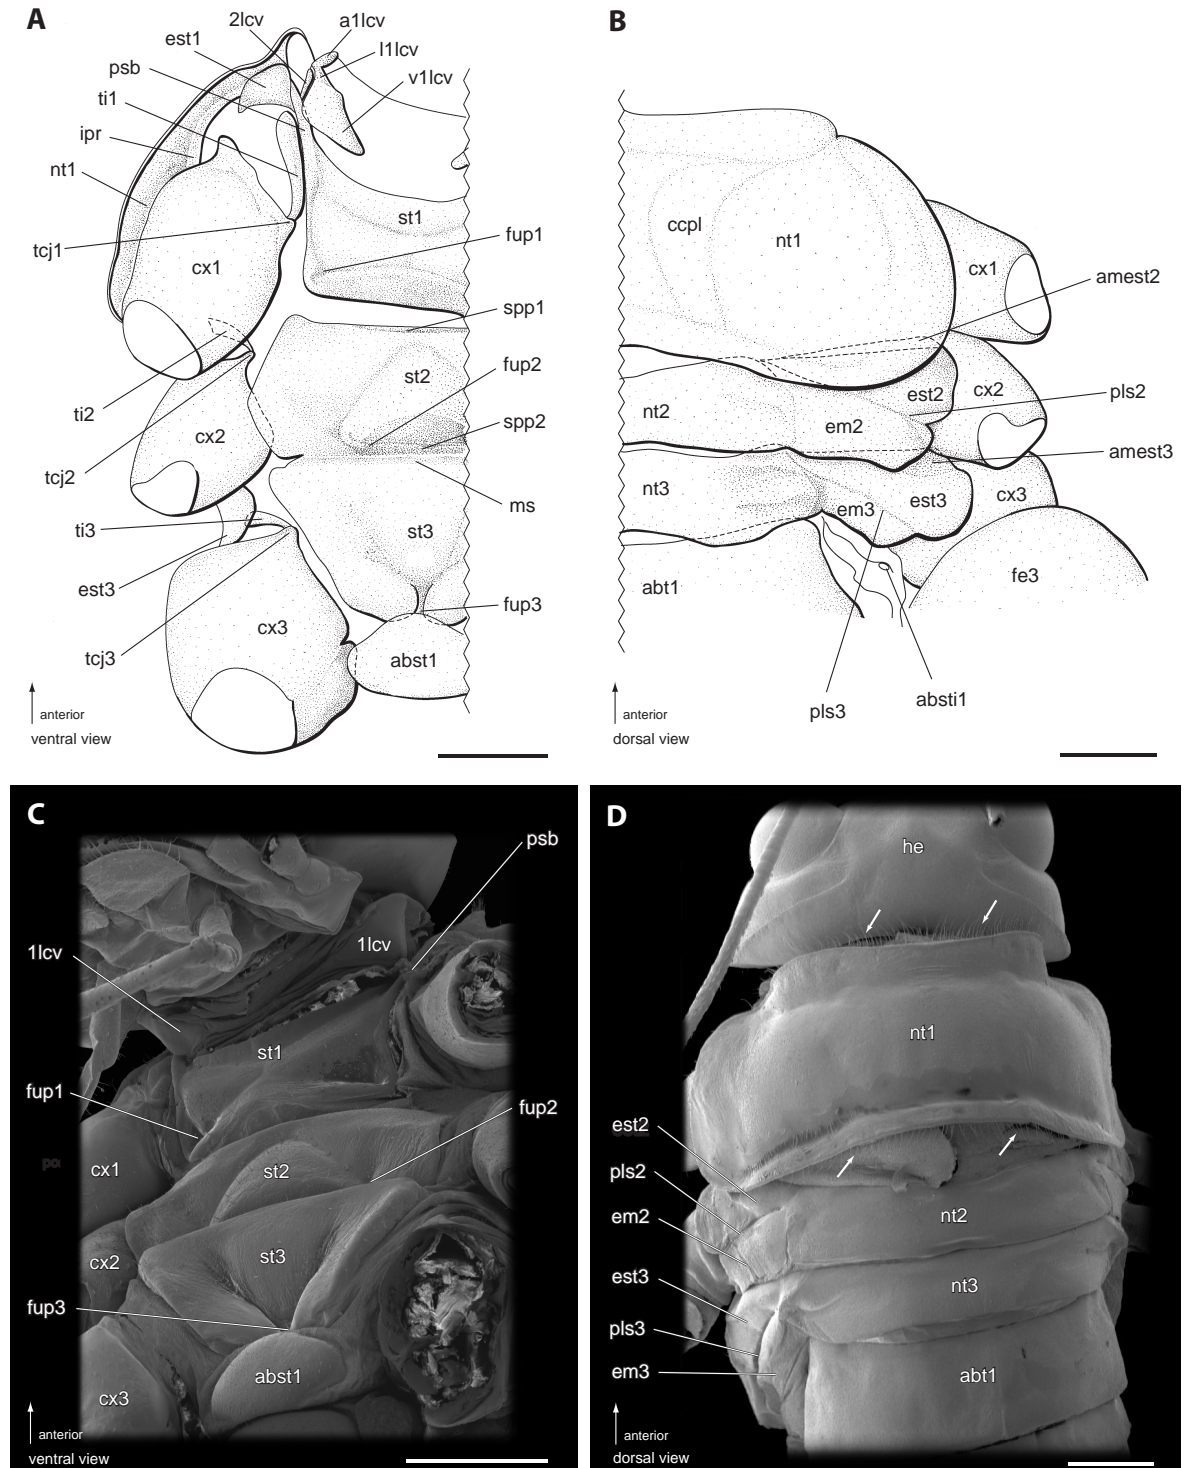 A
2lcv
a1lcv
est1
l1lcv
psb
v1lcv
ti1
ipr
nt1
st1
tcj1
fup1
cx1
spp1
st2
fup2
ti2
cx2
spp2
tcj2
ms
ti3
st3
est3
fup3
cx3
tcj3
abst1
anterior
ventral view
B
ccpl
nt1
cx1
amest2
est2
cx2
pls2
nt2
em2
amest3
nt3
em3
est3
cx3
abt1
fe3
absti1
pls3
anterior
dorsal view
C
psb
1lcv
1lcv
st1
fup1
fup2
cx1
st2
cx2
st3
fup3
abst1
cx3
anterior
ventral view
D
he
nt1
est2
pls2
em2
nt2
est3
nt3
pls3
em3
abt1
anterior
dorsal view